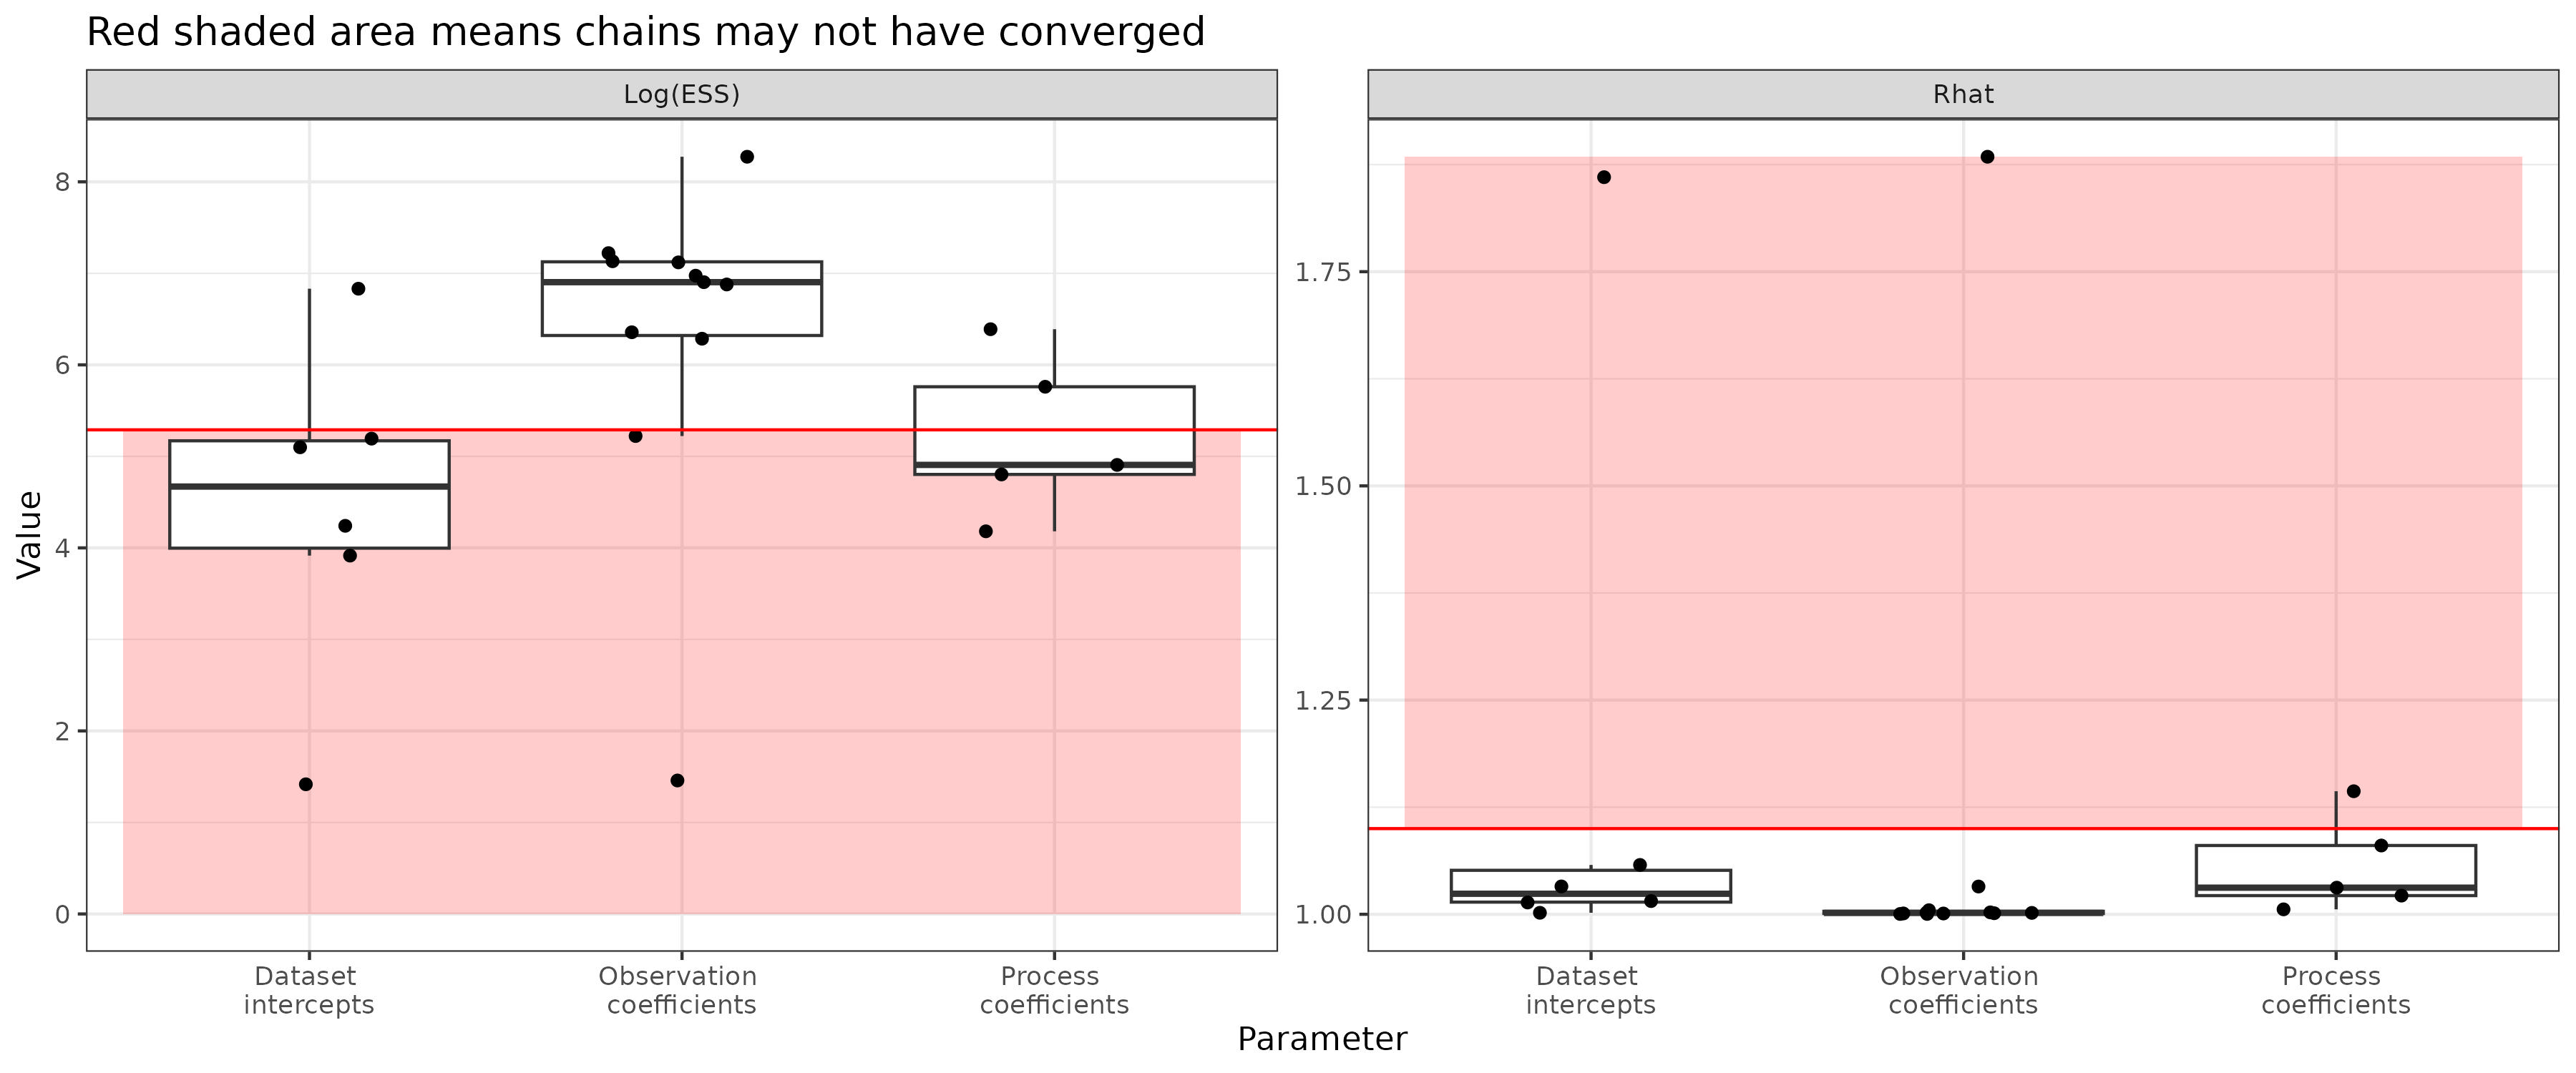 Red shaded area means chains may not have converged
Log(ESS)
Rhat
Value
8
6
4
2
0
1.75
1.50
1.25
1.00
Dataset
intercepts
Observation
coefficients
Process
coefficients
Dataset
intercepts
Observation
coefficients
Process
coefficients
Parameter